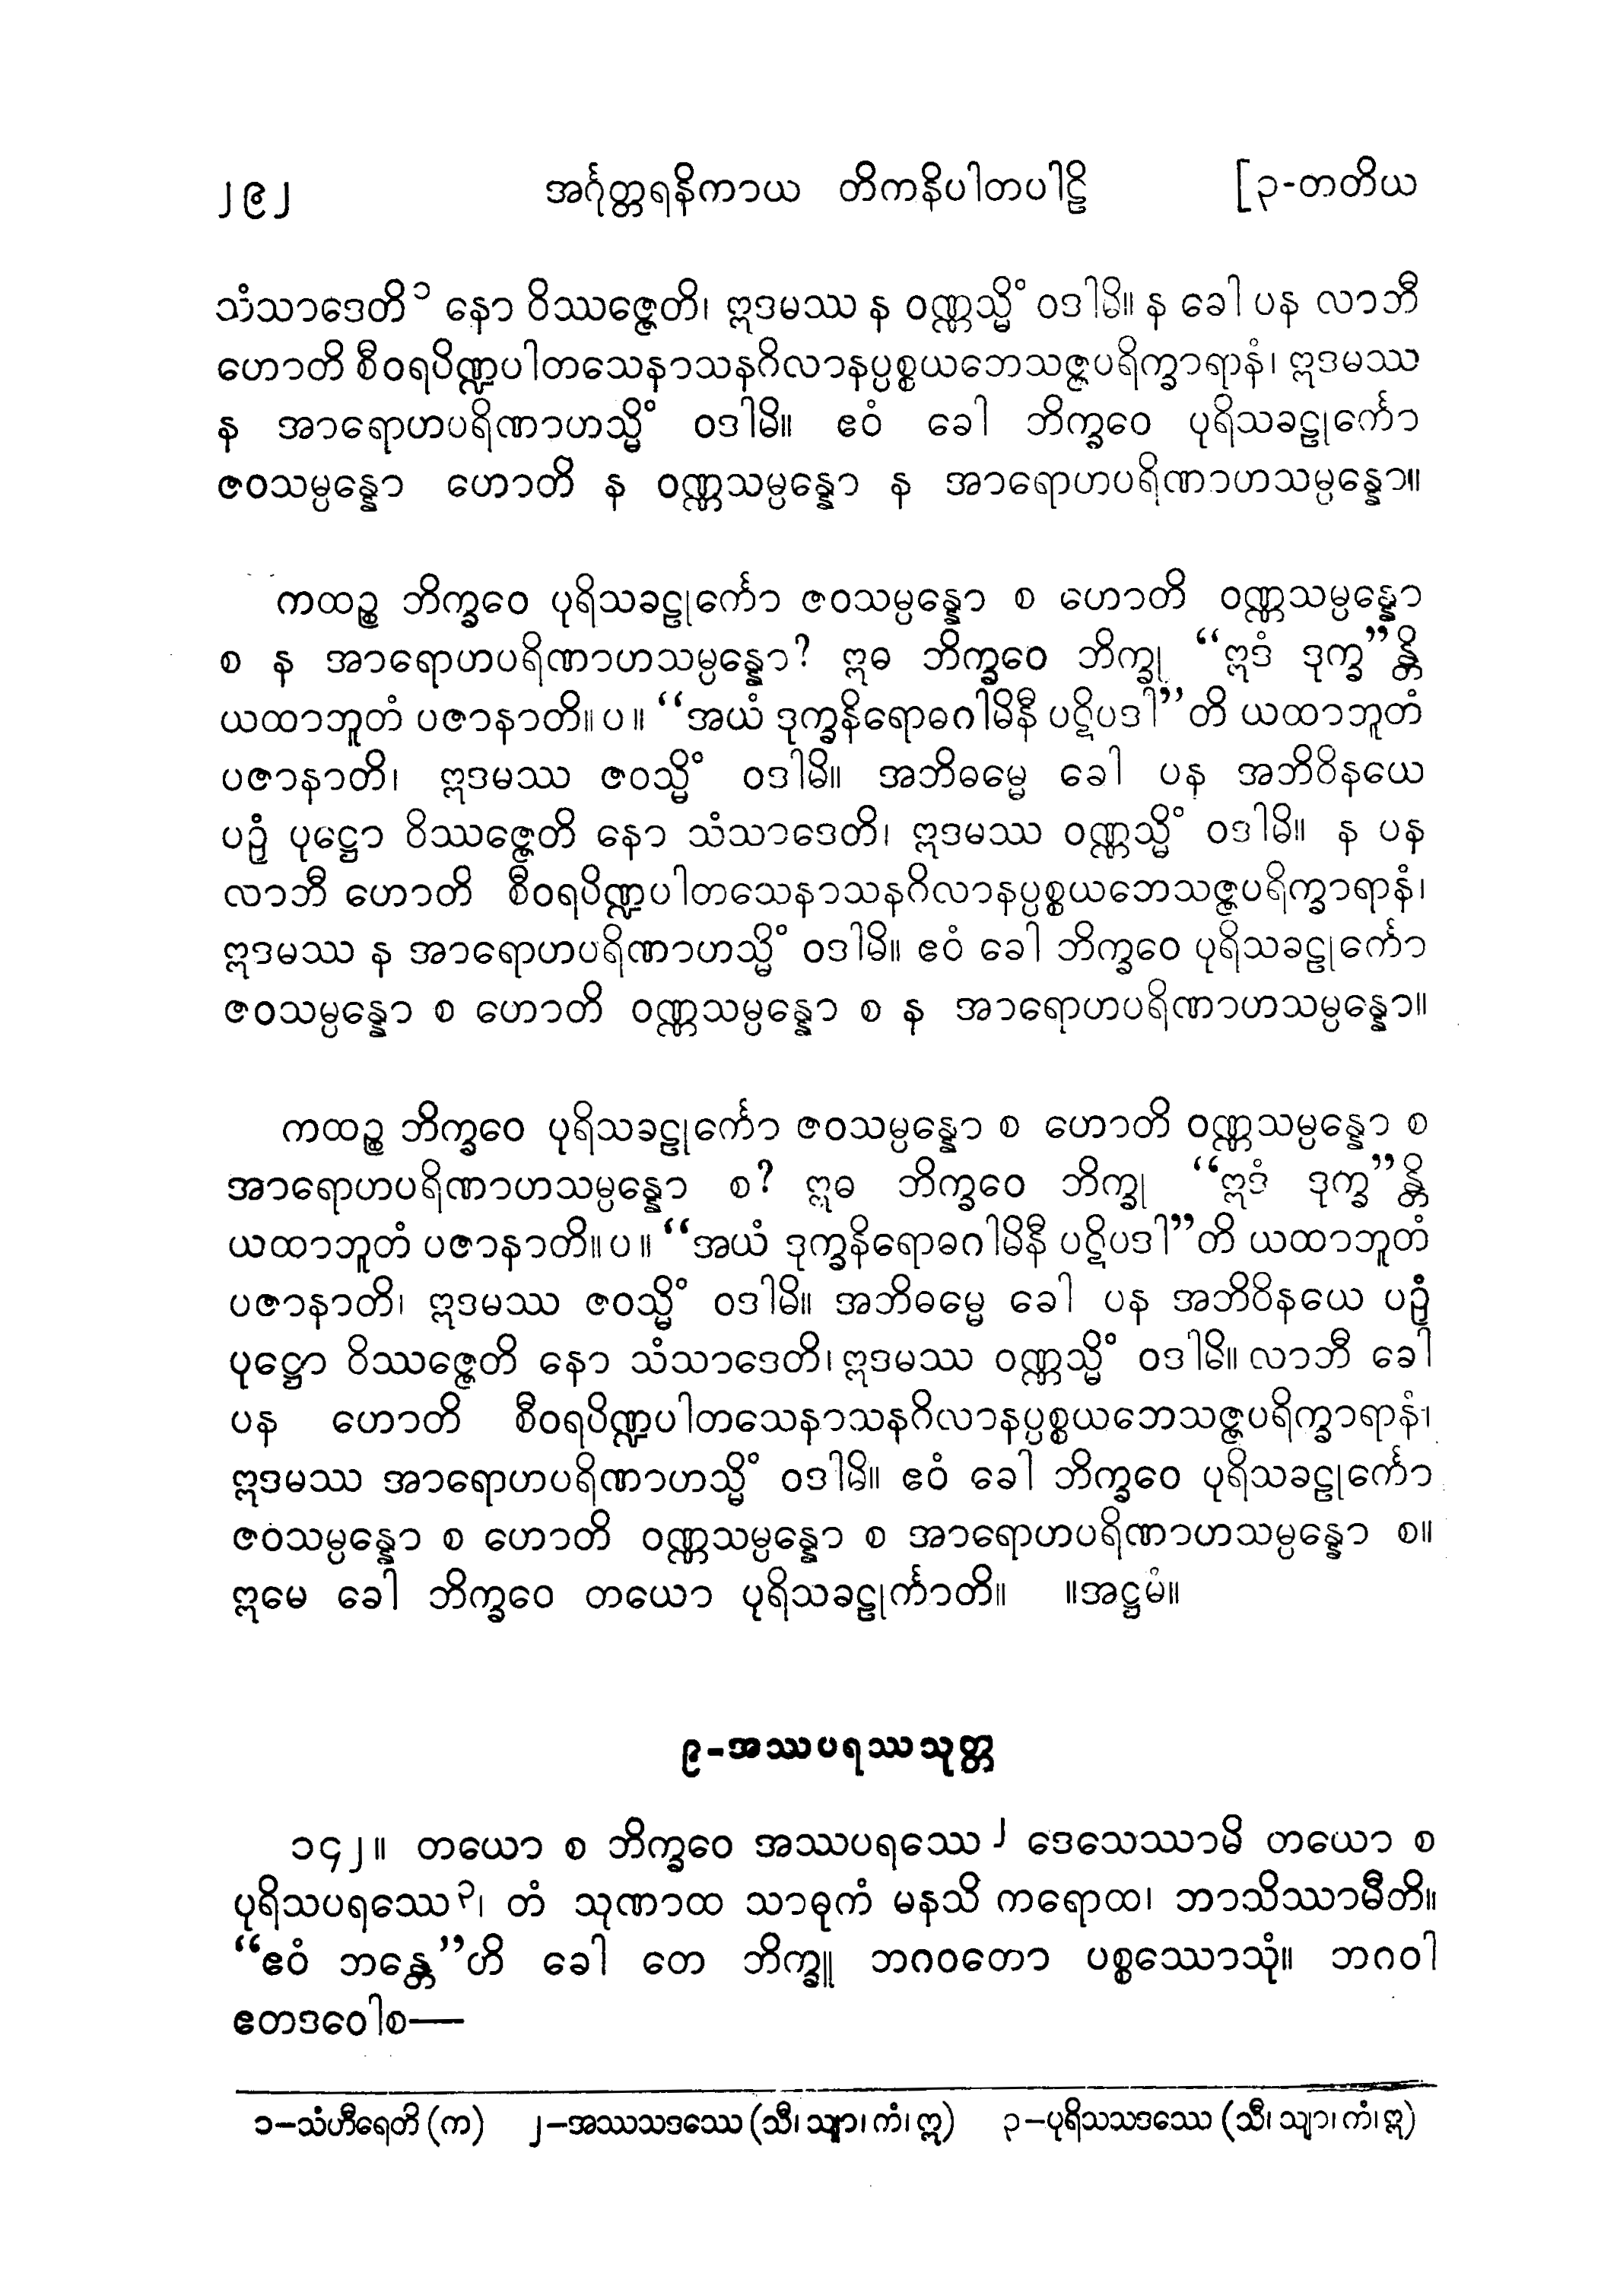 ၂၉၂ အင်္ဂုတ္တရနိကာယ တိကနိပါတပါဠိ [၃-တတိယ
သံသာဒေတိ^၁ နော ဝိဿဇ္ဇေတိ၊ ဣဒမဿ န ဝဏ္ဏသ္မိံ ဝဒါမိ။ န ခေါ ပန လာဘီ
ဟောတိ စီဝရပိဏ္ဍပါတသေနာသနဂိလာနပ္ပစ္စယဘေသဇ္ဇပရိက္ခာရာနံ၊ ဣဒမဿ
န အာရောဟပရိဏာဟသ္မိံ ဝဒါမိ။ ဧဝံ ခေါ ဘိက္ခဝေ ပုရိသခဠုင်္ကော
ဇဝသမ္ပန္နော ဟောတိ န ဝဏ္ဏသမ္ပန္နော န အာရောဟပရိဏာဟသမ္ပန္နော။
ကထဉ္စ ဘိက္ခဝေ ပုရိသခဠုင်္ကော ဇဝသမ္ပန္နော စ ဟောတိ ဝဏ္ဏသမ္ပန္နော
စ န အာရောဟပရိဏာဟသမ္ပန္နော? ဣဓ ဘိက္ခဝေ ဘိက္ခု “ဣဒံ ဒုက္ခ”န္တိ
ယထာဘူတံ ပဇာနာတိ။ပ။ “အယံ ဒုက္ခနိရောဓဂါမိနီ ပဋိပဒါ”တိ ယထာဘူတံ
ပဇာနာတိ၊ ဣဒမဿ ဇဝသ္မိံ ဝဒါမိ။ အဘိဓမ္မေ ခေါ ပန အဘိဝိနယေ
ပဉှံ ပုဋ္ဌော ဝိဿဇ္ဇေတိ နော သံသာဒေတိ၊ ဣဒမဿ ဝဏ္ဏသ္မိံ ဝဒါမိ။ န ပန
လာဘီ ဟောတိ စီဝရပိဏ္ဍပါတသေနာသနဂိလာနပ္ပစ္စယဘေသဇ္ဇပရိက္ခာရာနံ၊
ဣဒမဿ န အာရောဟပရိဏာဟသ္မိံ ဝဒါမိ။ ဧဝံ ခေါ ဘိက္ခဝေ ပုရိသခဠုင်္ကော
ဇဝသမ္ပန္နော စ ဟောတိ ဝဏ္ဏသမ္ပန္နော စ န အာရောဟပရိဏာဟသမ္ပန္နော။
ကထဉ္စ ဘိက္ခဝေ ပုရိသခဠုင်္ကော ဇဝသမ္ပန္နော စ ဟောတိ ဝဏ္ဏသမ္ပန္နော စ
အာရောဟပရိဏာဟသမ္ပန္နော စ? ဣဓ ဘိက္ခဝေ ဘိက္ခု “ဣဒံ ဒုက္ခ”န္တိ
ယထာဘူတံ ပဇာနာတိ။ပ။ “အယံ ဒုက္ခနိရောဓဂါမိနီ ပဋိပဒါ”တိ ယထာဘူတံ
ပဇာနာတိ၊ ဣဒမဿ ဇဝသ္မိံ ဝဒါမိ။ အဘိဓမ္မေ ခေါ ပန အဘိဝိနယေ ပဉှံ
ပုဋ္ဌော ဝိဿဇ္ဇေတိ နော သံသာဒေတိ၊ ဣဒမဿ ဝဏ္ဏသ္မိံ ဝဒါမိ။ လာဘီ ခေါ
ပန ဟောတိ စီဝရပိဏ္ဍပါတသေနာသနဂိလာနပ္ပစ္စယဘေသဇ္ဇပရိက္ခာရာနံ၊
ဣဒမဿ အာရောဟပရိဏာဟသ္မိံ ဝဒါမိ။ ဧဝံ ခေါ ဘိက္ခဝေ ပုရိသခဠုင်္ကော
ဇဝသမ္ပန္နော စ ဟောတိ ဝဏ္ဏသမ္ပန္နော စ အာရောဟပရိဏာဟသမ္ပန္နော စ။
ဣမေ ခေါ ဘိက္ခဝေ တယော ပုရိသခဠုင်္ကာတိ။ ။အဋ္ဌမံ။
၉-အဿပရဿသုတ္တ
၁၄၂။ တယော စ ဘိက္ခဝေ အဿပရဿေ^၂ ဒေသေဿာမိ တယော စ
ပုရိသပရဿေ^၃၊ တံ သုဏာထ သာဓုကံ မနသိ ကရောထ၊ ဘာသိဿာမီတိ။
“ဧဝံ ဘန္တေ”ဟိ ခေါ တေ ဘိက္ခူ ဘဂဝတော ပစ္စဿောသုံ။ ဘဂဝါ
ဧတဒဝေါစ—
၁–သံဟီရေတိ (က) ၂–အဿသဒဿေ (သီ၊ သျာ၊ ကံ၊ ဣ) ၃–ပုရိသသဒဿေ (သီ၊ သျာ၊ ကံ၊ ဣ)